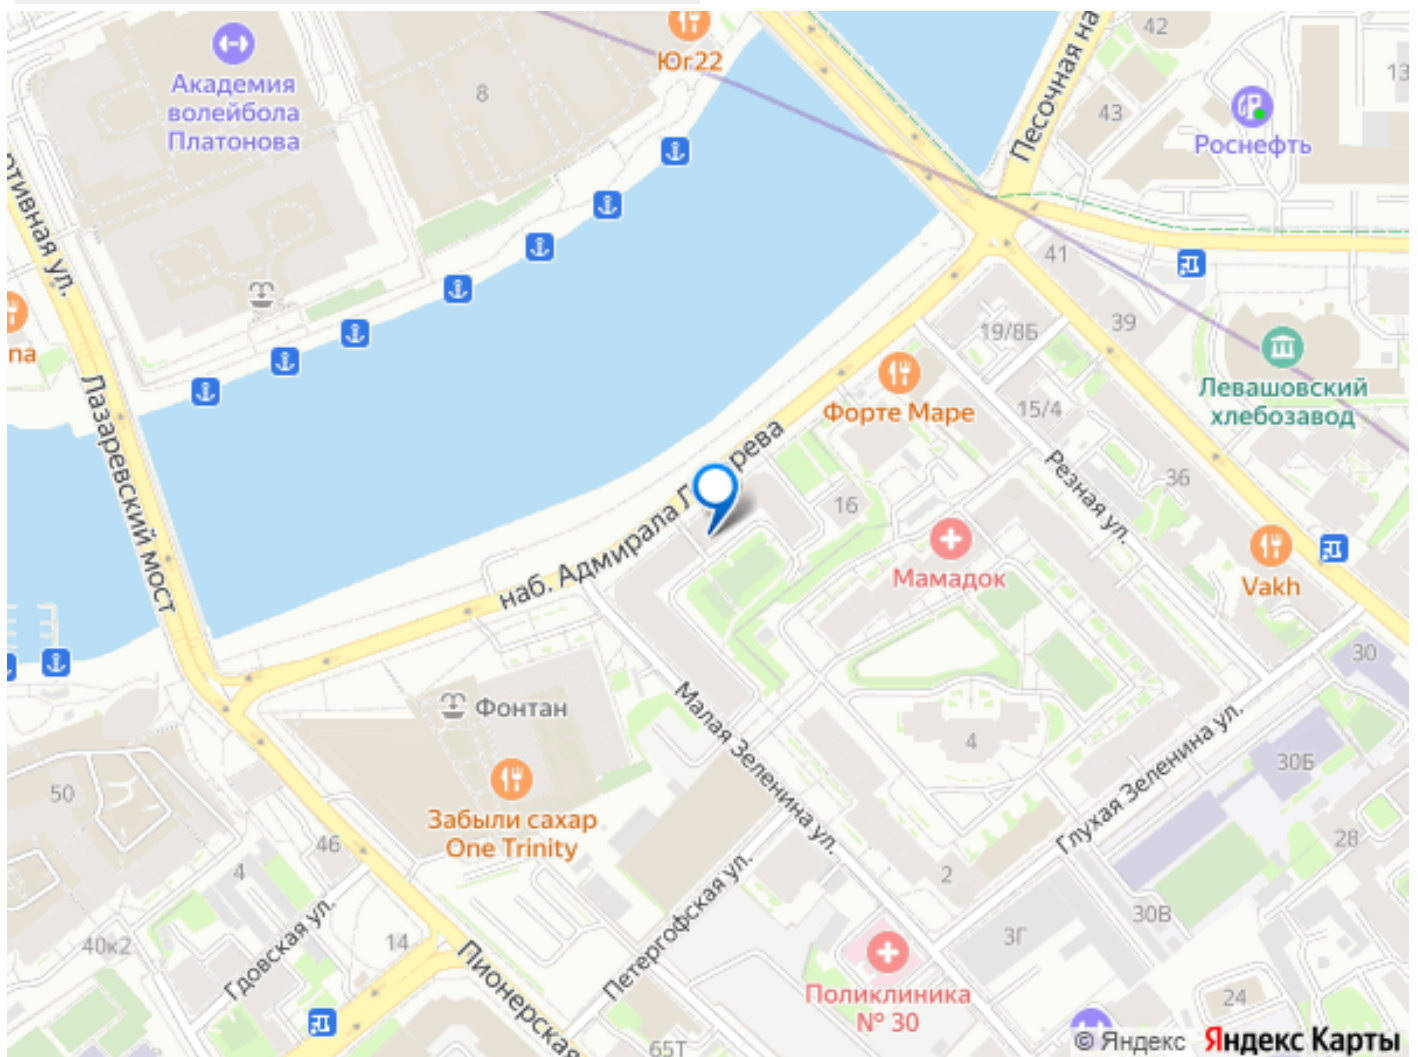 Академия
волейбола
Платонова
8
Юг22
42
43
13
Песочная на
Роснефть
ртивная ул.
na
41
39
19/8Б
15/4
Форте Маре
Левашовский
хлебозавод
Лазаревский мост
наб. Адмирала Л
рева
16
36
Резная ул.
Мамадок
Vakh
Фонтан
Малая Зеленина ул.
4
30
30Б
Глухая Зеленина ул.
28
50
46
4
Забыли сахар
One Trinity
2
30В
3Г
Петергофская ул.
Гдовская ул.
40к2
14
Пионерская
Поликлиника
№ 30
24
65Т
© Яндекс Яндекс Карты